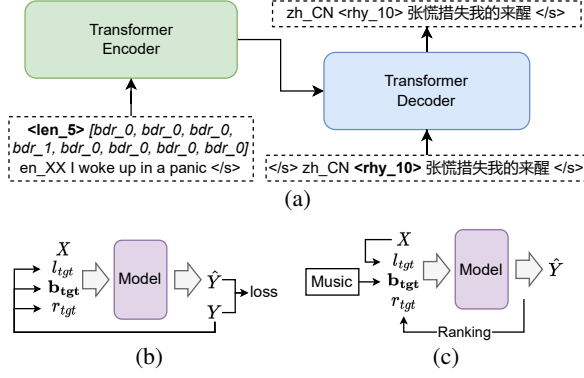 zh_CN <rhy_10> 张慌措失我的来醒 </s>
Transformer
Encoder
Transformer
Decoder
<len_5> [bdr_0, bdr_0, bdr_0,
bdr_1, bdr_0, bdr_0, bdr_0, bdr_0]
en_XX I woke up in a panic </s>
</s> zh_CN <rhy_10> 张慌措失我的来醒 </s>
(a)
X
l_tgt
b_tgt
r_tgt
Model
Ŷ
Y
loss
(b)
Music
X
l_tgt
b_tgt
r_tgt
Model
Ŷ
Ranking
(c)